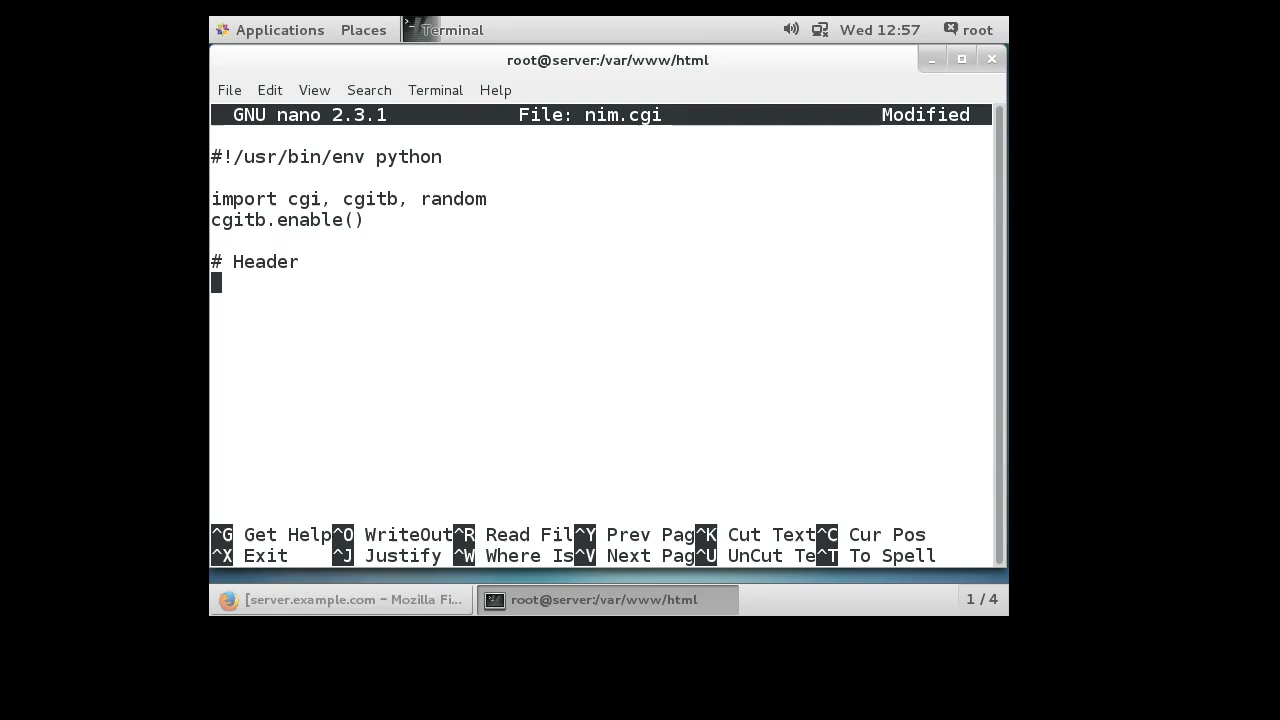 Applications Places Terminal Wed 12:57 root
root@server:/var/www/html
File Edit View Search Terminal Help
GNU nano 2.3.1 File: nim.cgi Modified
#!/usr/bin/env python
import cgi, cgitb, random
cgitb.enable()
# Header
^G Get Help^O WriteOut^R Read Fil^Y Prev Pag^K Cut Text^C Cur Pos
^X Exit ^J Justify ^W Where Is^V Next Pag^U UnCut Te^T To Spell
[server.example.com - Mozilla Fi... root@server:/var/www/html 1 / 4